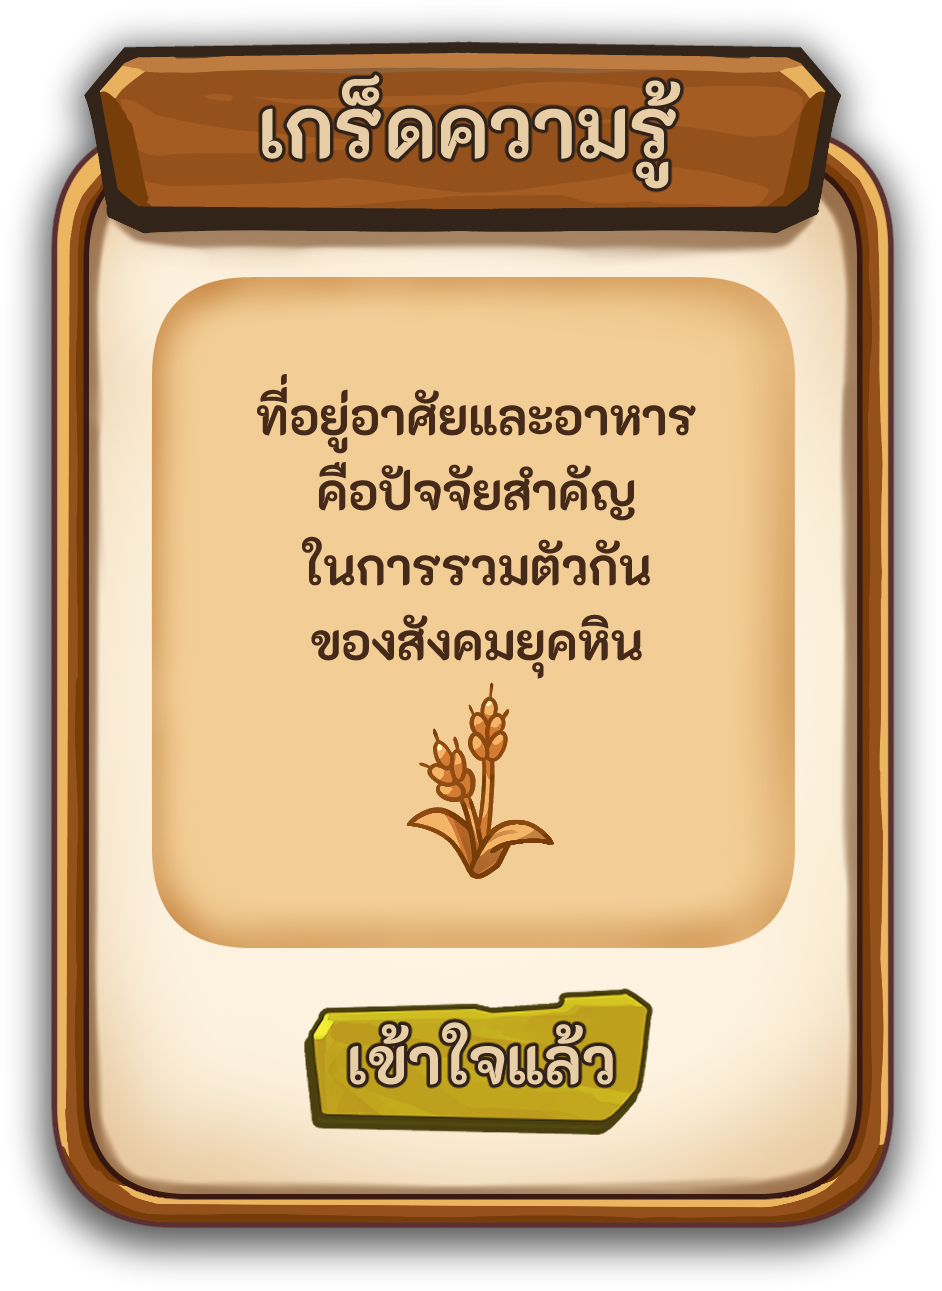 เกร็ดความรู้
ที่อยู่อาศัยและอาหาร
คือปัจจัยสำคัญ
ในการรวมตัวกัน
ของสังคมยุคหิน
เข้าใจแล้ว